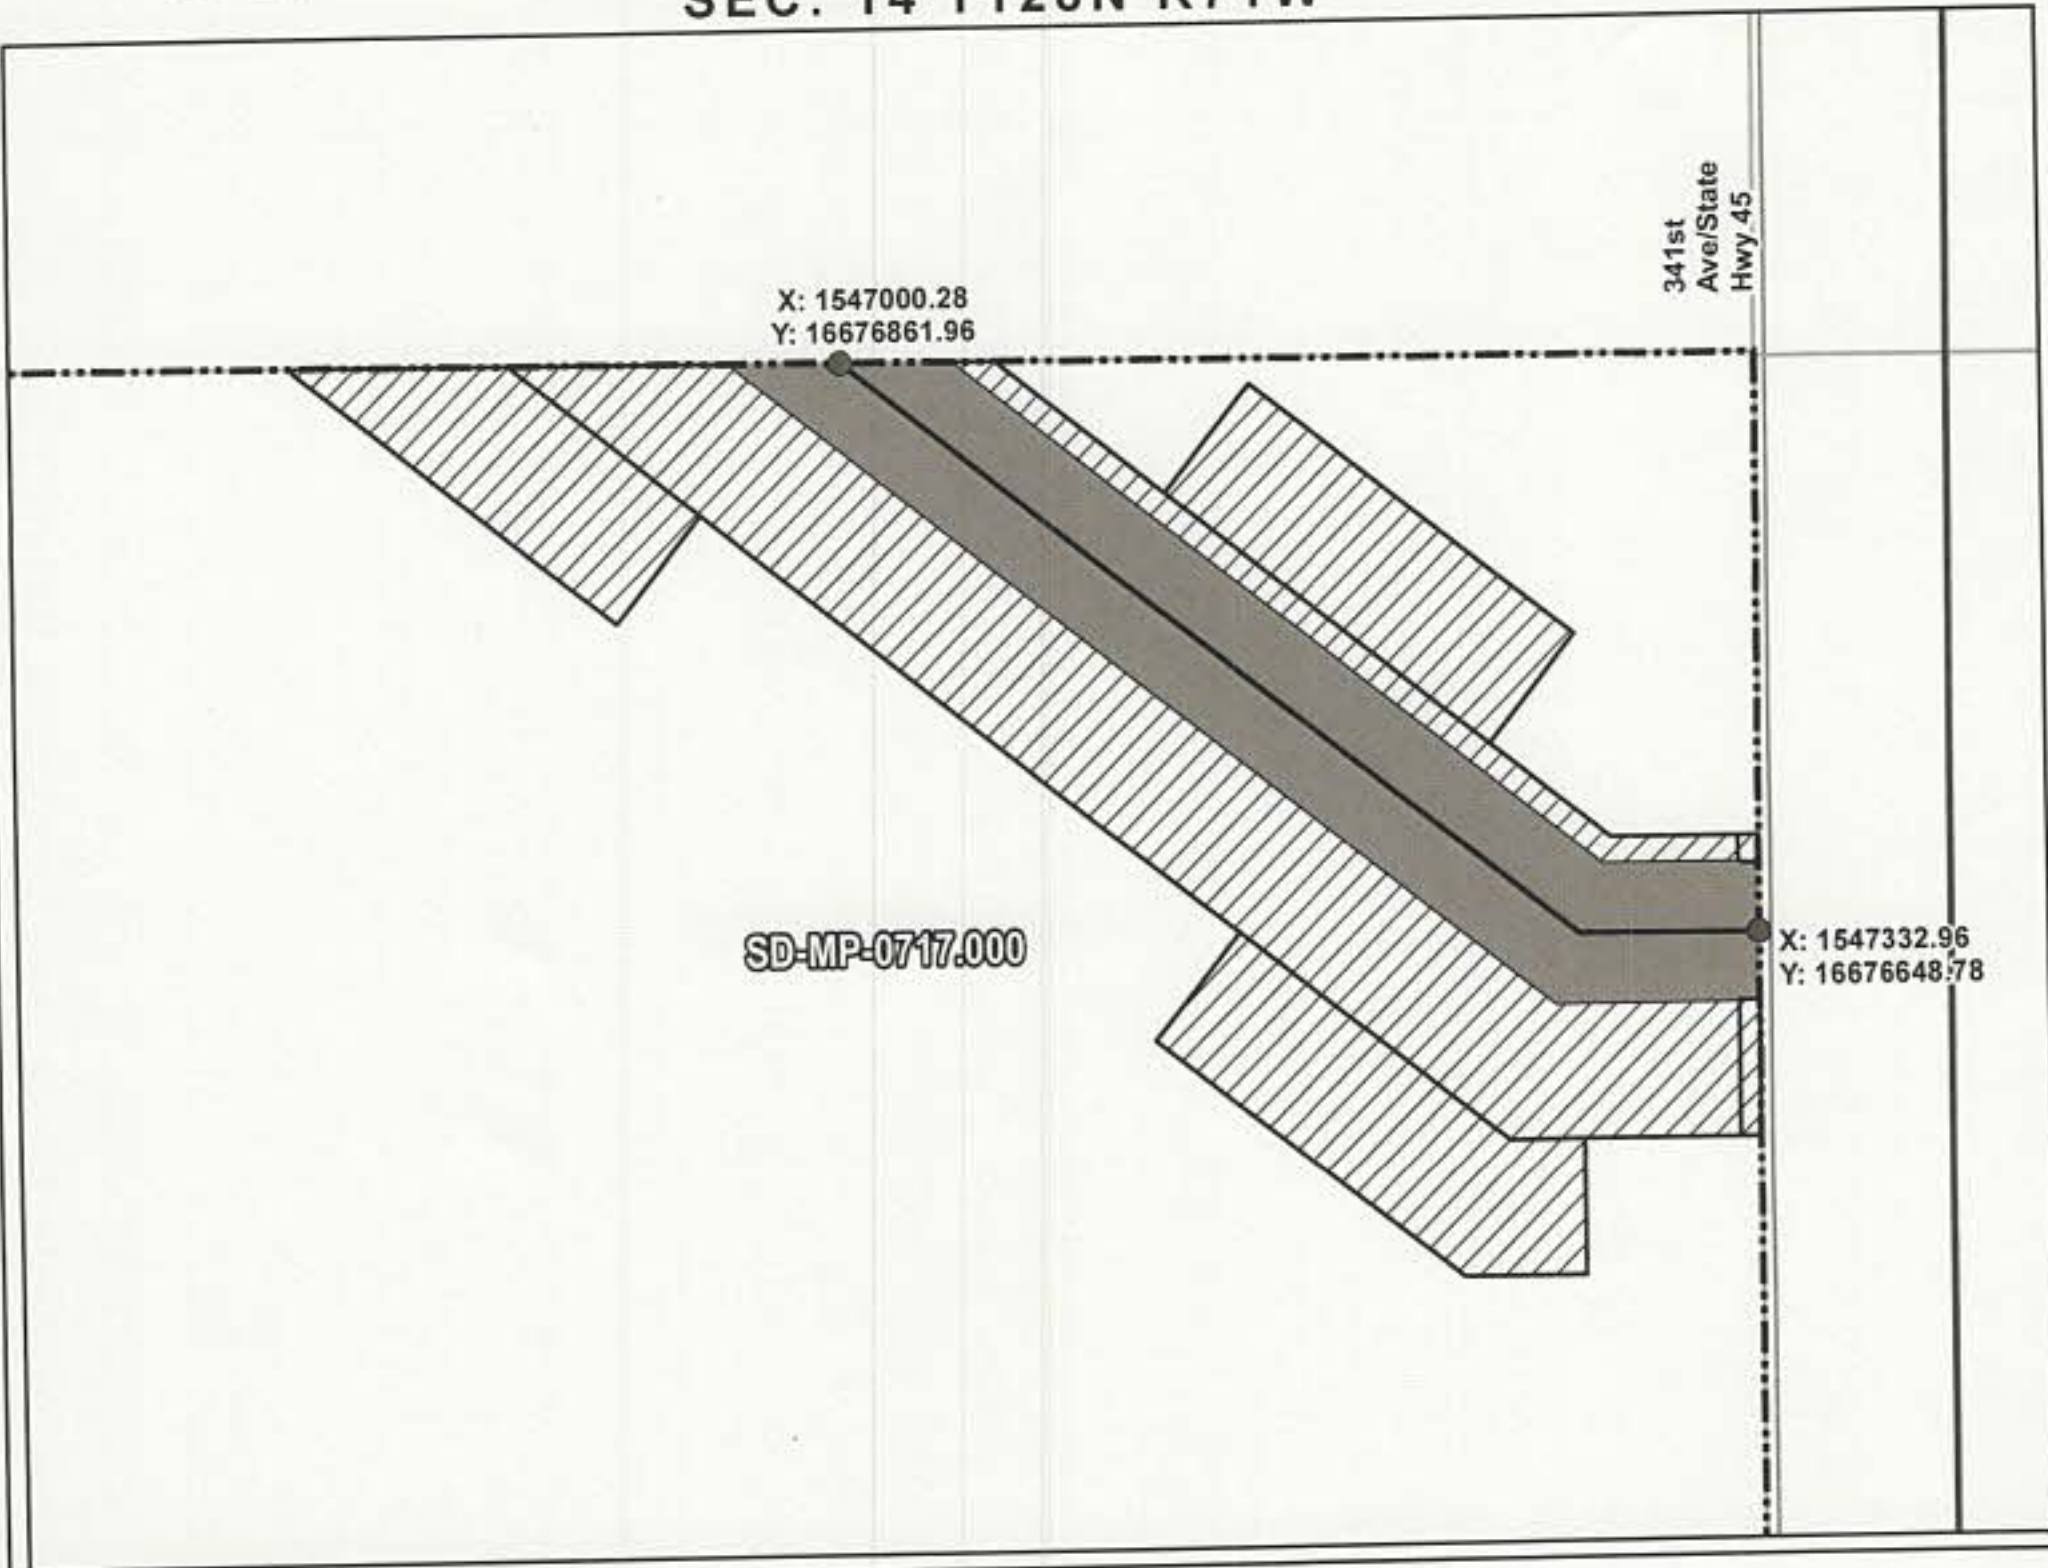 341st
Ave/State
Hwy 45
X: 1547000.28
Y: 16676861.96
SD-MP-0717.000
X: 1547332.96
Y: 16676648.78